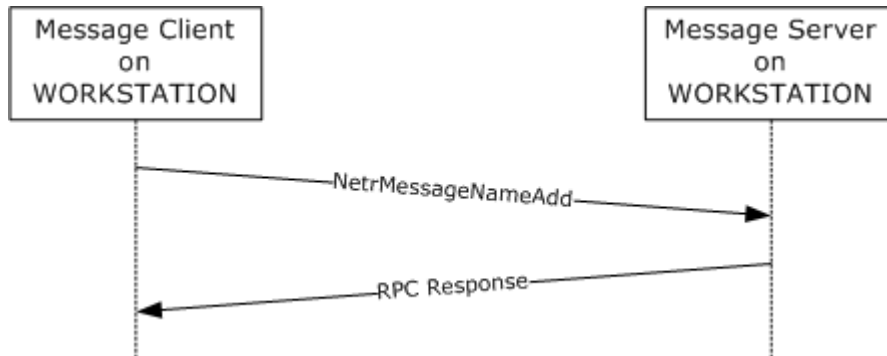 Message Client
on
WORKSTATION
Message Server
on
WORKSTATION
NetrMessageNameAdd
RPC Response